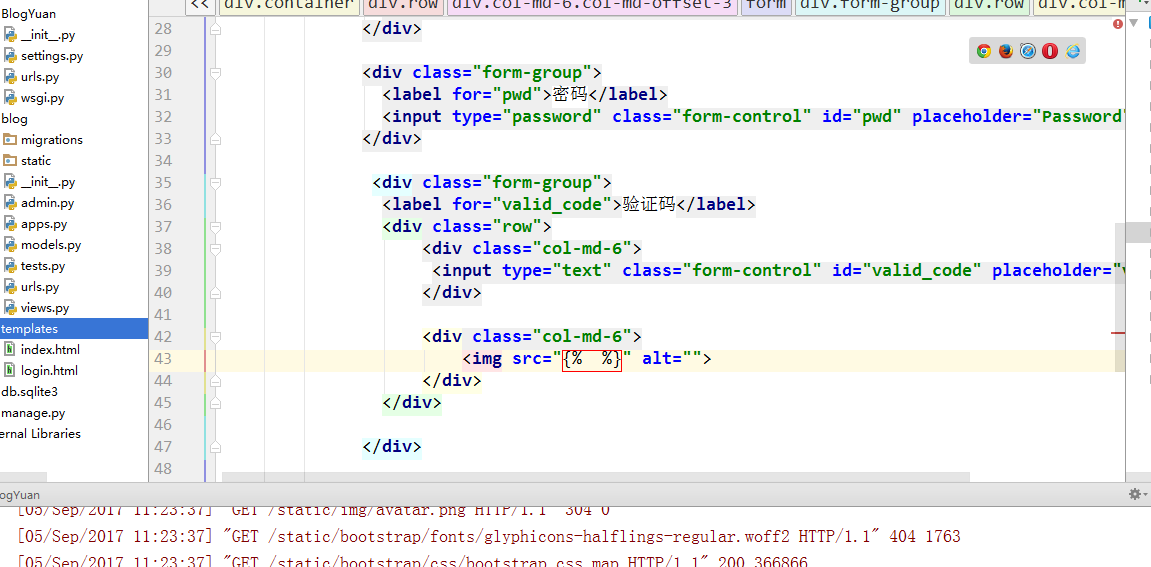 BlogYuan
__init__.py
settings.py
urls.py
wsgi.py
blog
migrations
static
__init__.py
admin.py
apps.py
models.py
tests.py
urls.py
views.py
templates
index.html
login.html
db.sqlite3
manage.py
ernal Libraries
<< div.container div.row div.col-md-6.col-md-offset-3 form div.form-group div.row div.col-m
28 </div>
29
30 <div class="form-group">
31 <label for="pwd">密码</label>
32 <input type="password" class="form-control" id="pwd" placeholder="Password"
33 </div>
34
35 <div class="form-group">
36 <label for="valid_code">验证码</label>
37 <div class="row">
38 <div class="col-md-6">
39 <input type="text" class="form-control" id="valid_code" placeholder="v
40 </div>
41
42 <div class="col-md-6">
43 <img src="{%  %}" alt="">
44 </div>
45 </div>
46
47 </div>
48
ogYuan
[05/Sep/2017 11:23:37] "GET /static/img/avatar.png HTTP/1.1" 304 0
[05/Sep/2017 11:23:37] "GET /static/bootstrap/fonts/glyphicons-halflings-regular.woff2 HTTP/1.1" 404 1763
[05/Sep/2017 11:23:37] "GET /static/bootstrap/css/bootstrap.css.map HTTP/1.1" 200 366866